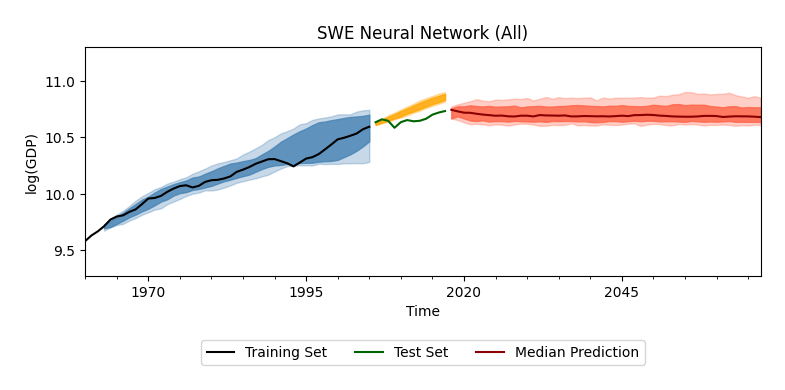 SWE Neural Network (All)
11.0
10.5
10.0
9.5
log(GDP)
1970 1995 2020 2045
Time
Training Set Test Set Median Prediction